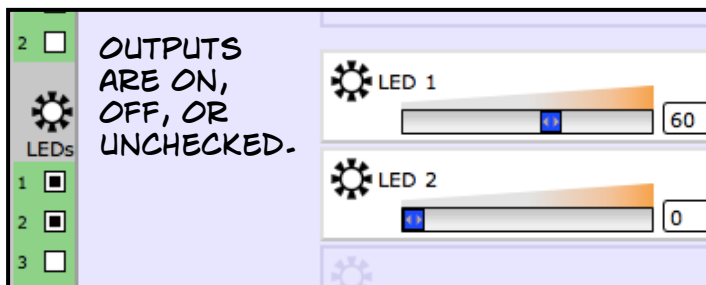 2
LEDs
1
2
3
OUTPUTS
ARE ON,
OFF, OR
UNCHECKED.
LED 1
60
LED 2
0